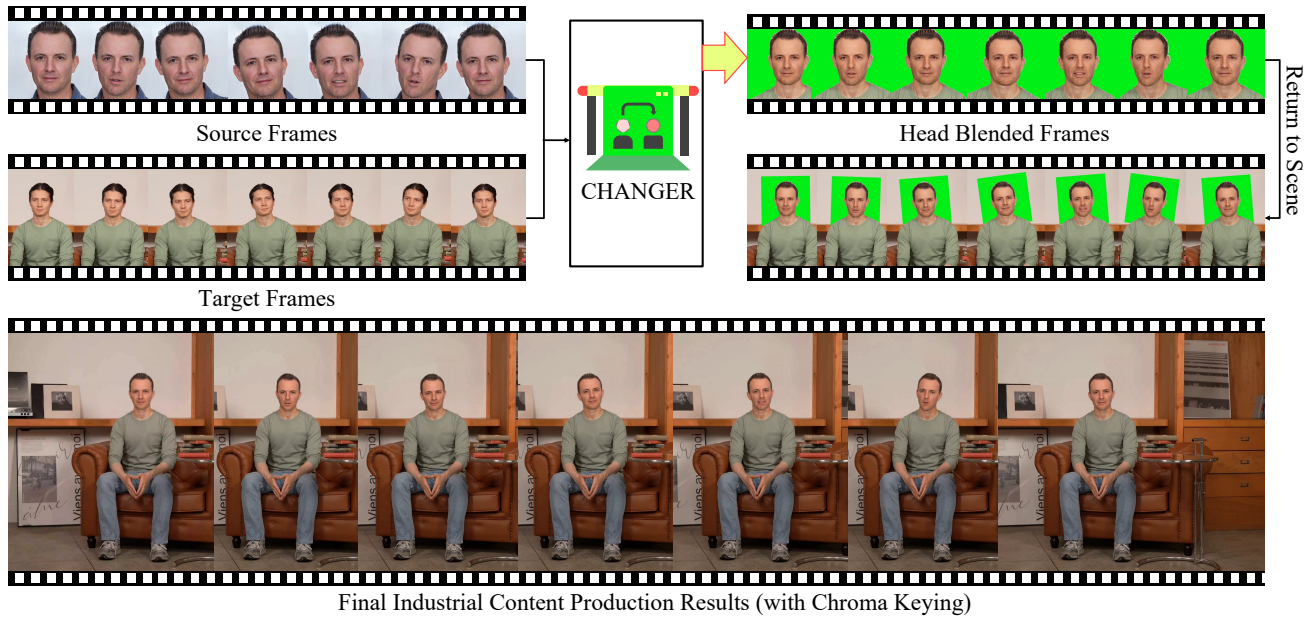 Source Frames
CHANGER
Head Blended Frames
Return to Scene
Target Frames
Final Industrial Content Production Results (with Chroma Keying)